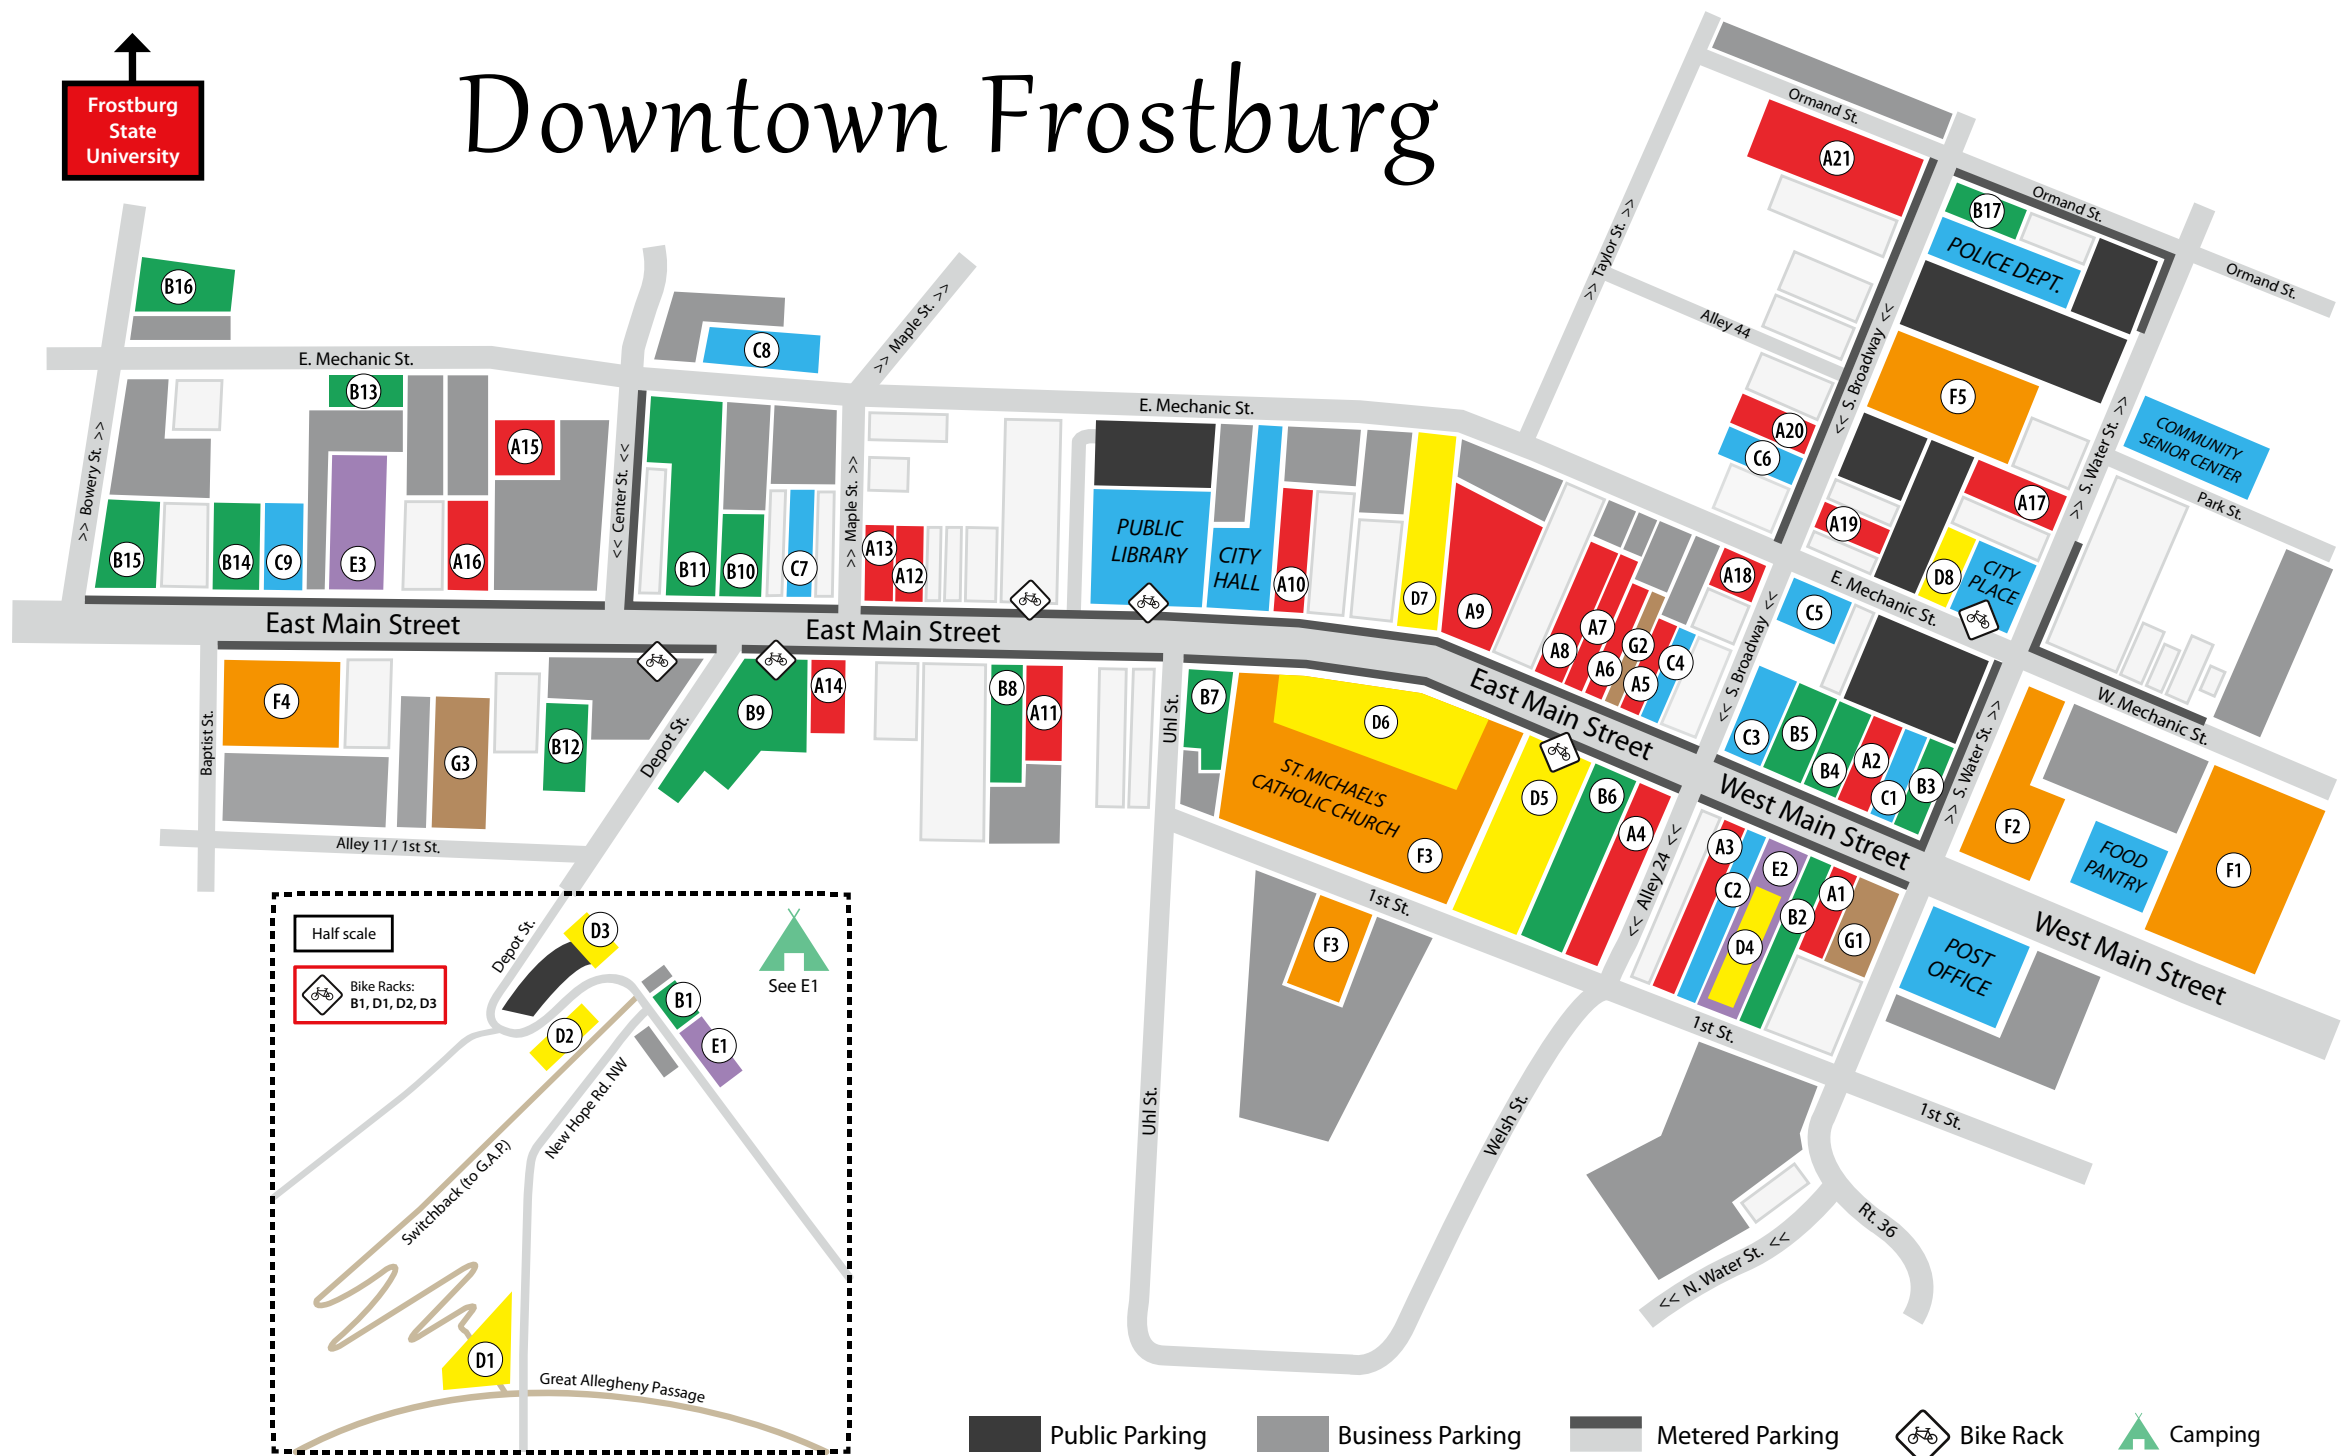 Downtown Frostburg
Frostburg
State
University
Ormand St.
A21
Ormand St.
B17
POLICE DEPT.
Ormand St.
>> Taylor St. >>
Alley 44
<< S. Broadway <<
B16
E. Mechanic St.
C8
>> Maple St. >>
E. Mechanic St.
F5
A20
C6
>> S. Water St. >>
COMMUNITY
SENIOR CENTER
Park St.
A17
A19
D8
CITY
PLACE
E. Mechanic St.
W. Mechanic St.
>> Bowery St. >>
B13
A15
B15
B14
C9
E3
A16
<< Center St. <<
B11
B10
C7
>> Maple St. >>
A13
A12
PUBLIC
LIBRARY
CITY
HALL
A10
D7
A9
A8
A7
A6
G2
A5
C4
A18
C5
<< S. Broadway <<
East Main Street
East Main Street
East Main Street
West Main Street
West Main Street
C3
B5
B4
A2
C1
B3
>> S. Water St. >>
F2
FOOD
PANTRY
F1
Baptist St.
F4
G3
B12
Depot St.
B9
A14
B8
A11
Uhl St.
B7
D6
ST. MICHAEL'S
CATHOLIC CHURCH
F3
D5
B6
A4
<< Alley 24 <<
A3
C2
E2
D4
B2
A1
G1
POST
OFFICE
Alley 11 / 1st St.
1st St.
F3
1st St.
1st St.
Uhl St.
Welsh St.
<< N. Water St. <<
Rt. 36
Half scale
Bike Racks:
B1, D1, D2, D3
Depot St.
D3
See E1
D2
B1
E1
New Hope Rd. NW
Switchback (to G.A.P.)
D1
Great Allegheny Passage
Public Parking
Business Parking
Metered Parking
Bike Rack
Camping